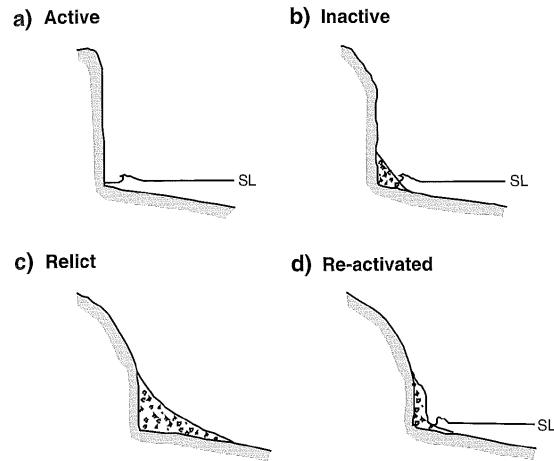 a) Active
b) Inactive
SL
SL
c) Relict
d) Re-activated
SL